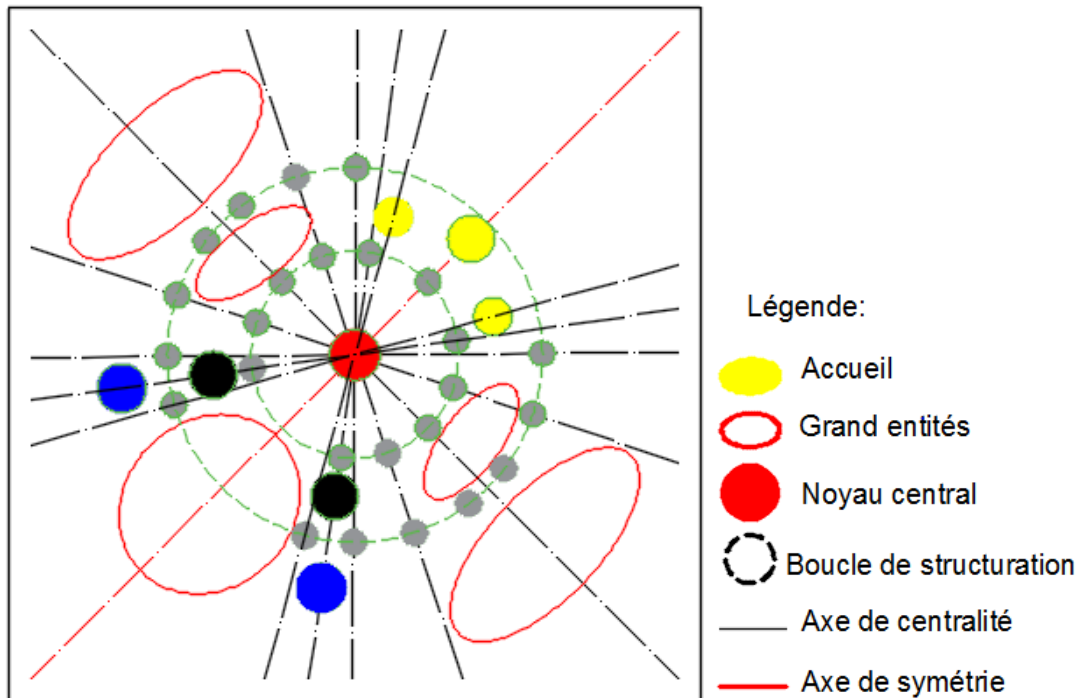 Légende:
Accueil
Grand entités
Noyau central
Boucle de structuration
Axe de centralité
Axe de symétrie